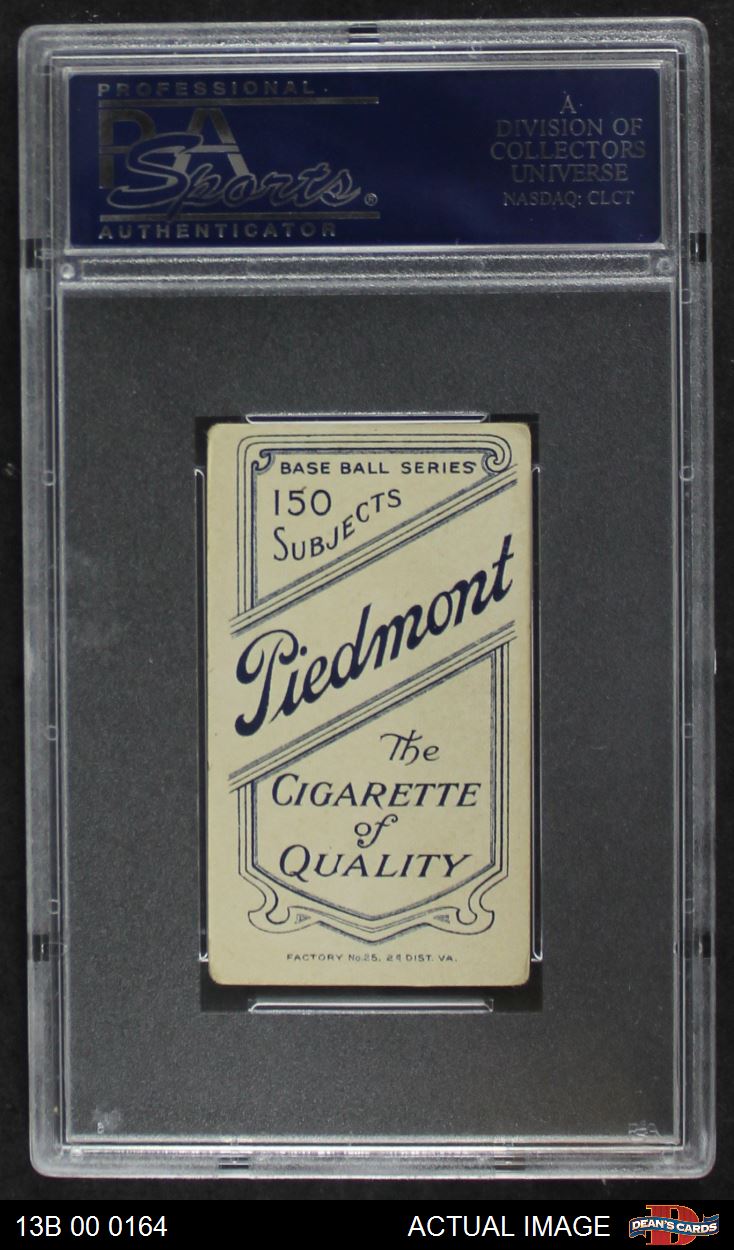 PROFESSIONAL
PSA
Sports®
AUTHENTICATOR
A
DIVISION OF
COLLECTORS
UNIVERSE
NASDAQ: CLCT
BASE BALL SERIES
150
SUBJECTS
Piedmont
The
CIGARETTE
of
QUALITY
FACTORY No.25, 2d DIST. VA.
13B 00 0164
ACTUAL IMAGE
DEAN'S CARDS